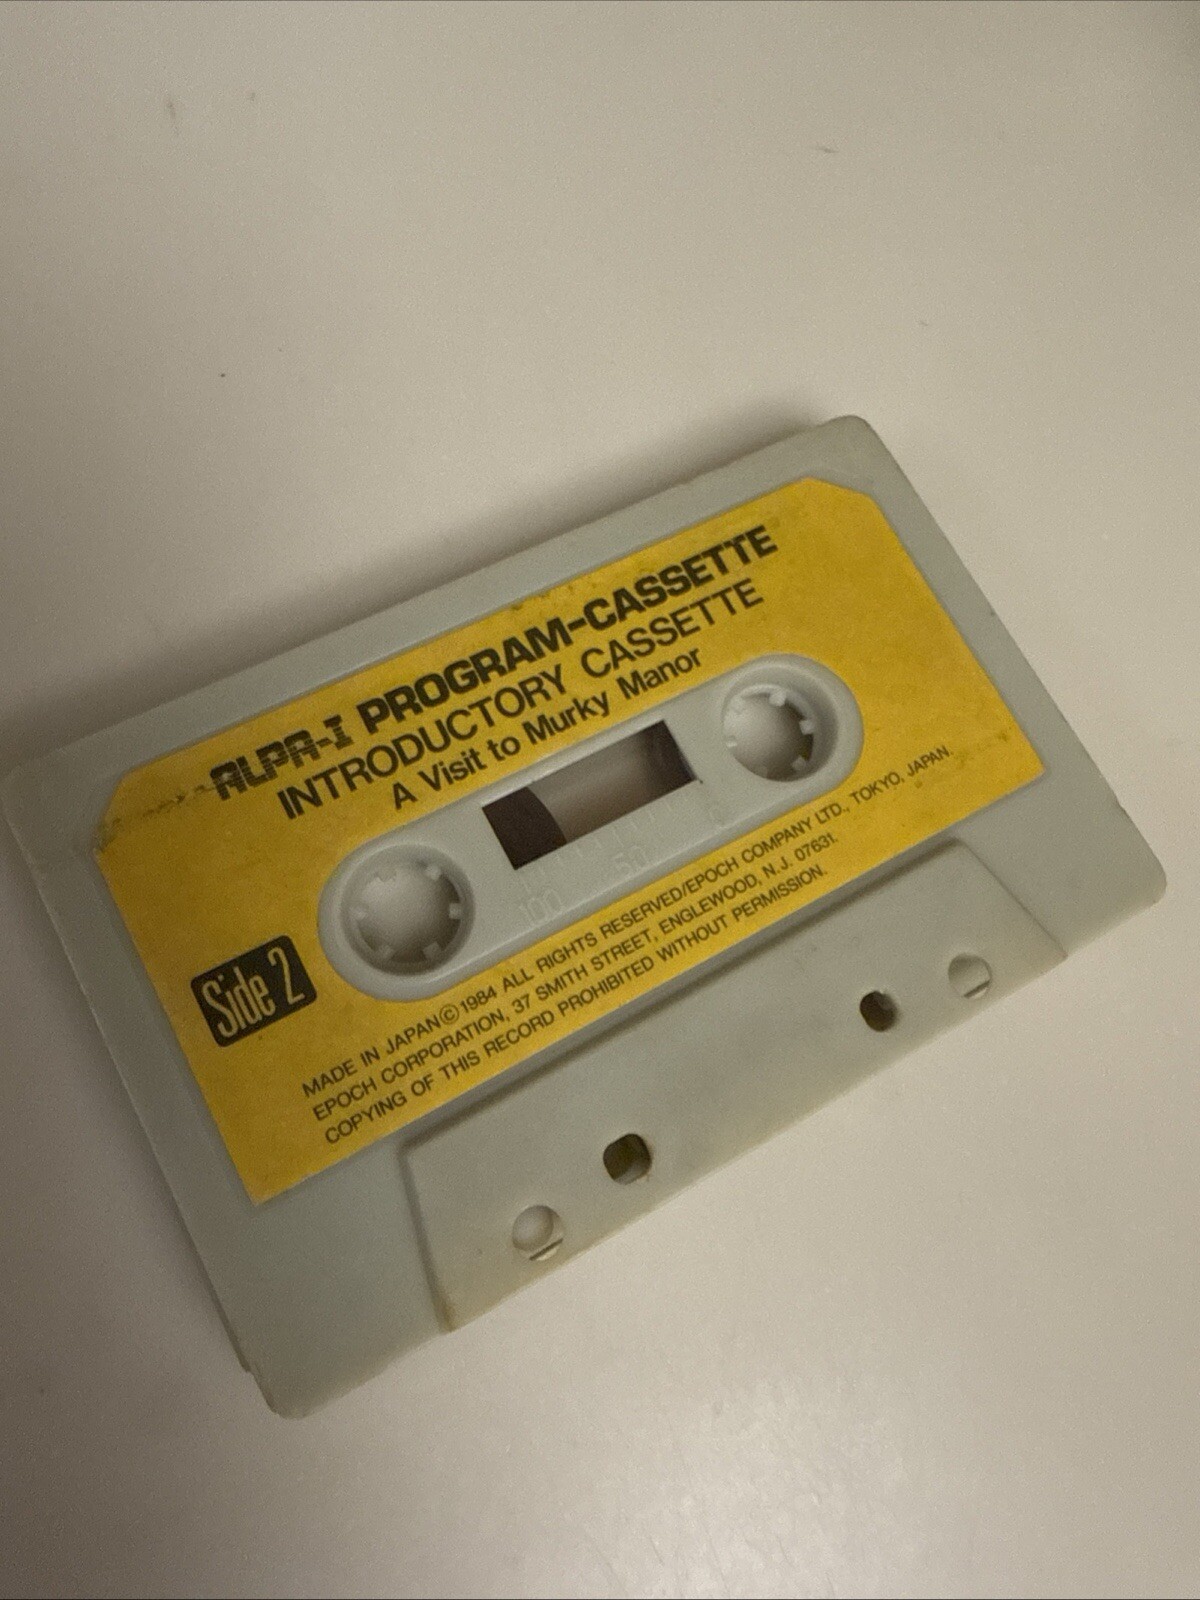 ALPA-I PROGRAM-CASSETTE
INTRODUCTORY CASSETTE
A Visit to Murky Manor
100 50 0
Side 2
MADE IN JAPAN © 1984 ALL RIGHTS RESERVED/EPOCH COMPANY LTD., TOKYO, JAPAN.
EPOCH CORPORATION, 37 SMITH STREET, ENGLEWOOD, N.J. 07631.
COPYING OF THIS RECORD PROHIBITED WITHOUT PERMISSION.